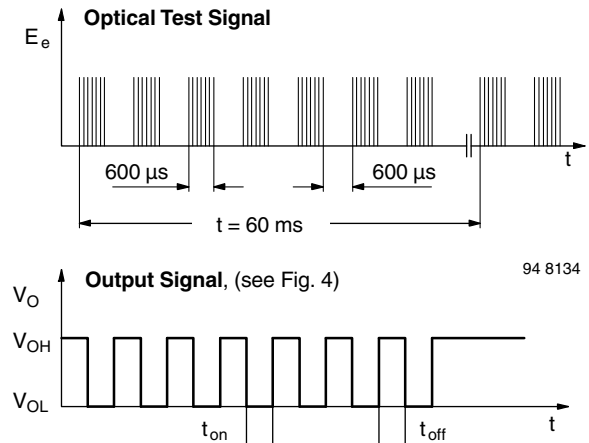 Optical Test Signal
E e
t
600 µs
600 µs
t = 60 ms
94 8134
Output Signal, (see Fig. 4)
V O
V OH
V OL
t on
t off
t